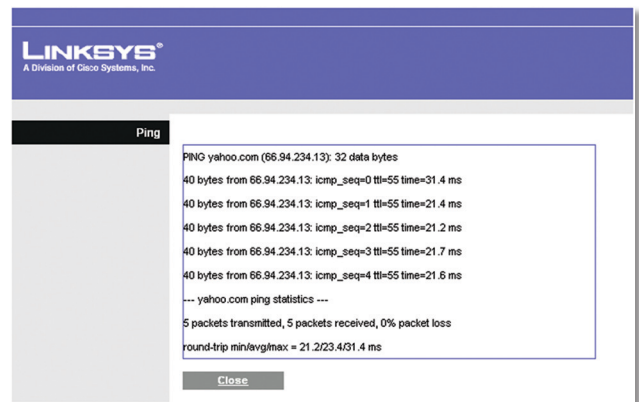 LINKSYS®
A Division of Cisco Systems, Inc.
Ping
PING yahoo.com (66.94.234.13): 32 data bytes
40 bytes from 66.94.234.13: icmp_seq=0 ttl=55 time=31.4 ms
40 bytes from 66.94.234.13: icmp_seq=1 ttl=55 time=21.4 ms
40 bytes from 66.94.234.13: icmp_seq=2 ttl=55 time=21.2 ms
40 bytes from 66.94.234.13: icmp_seq=3 ttl=55 time=21.7 ms
40 bytes from 66.94.234.13: icmp_seq=4 ttl=55 time=21.6 ms
--- yahoo.com ping statistics ---
5 packets transmitted, 5 packets received, 0% packet loss
round-trip min/avg/max = 21.2/23.4/31.4 ms
Close